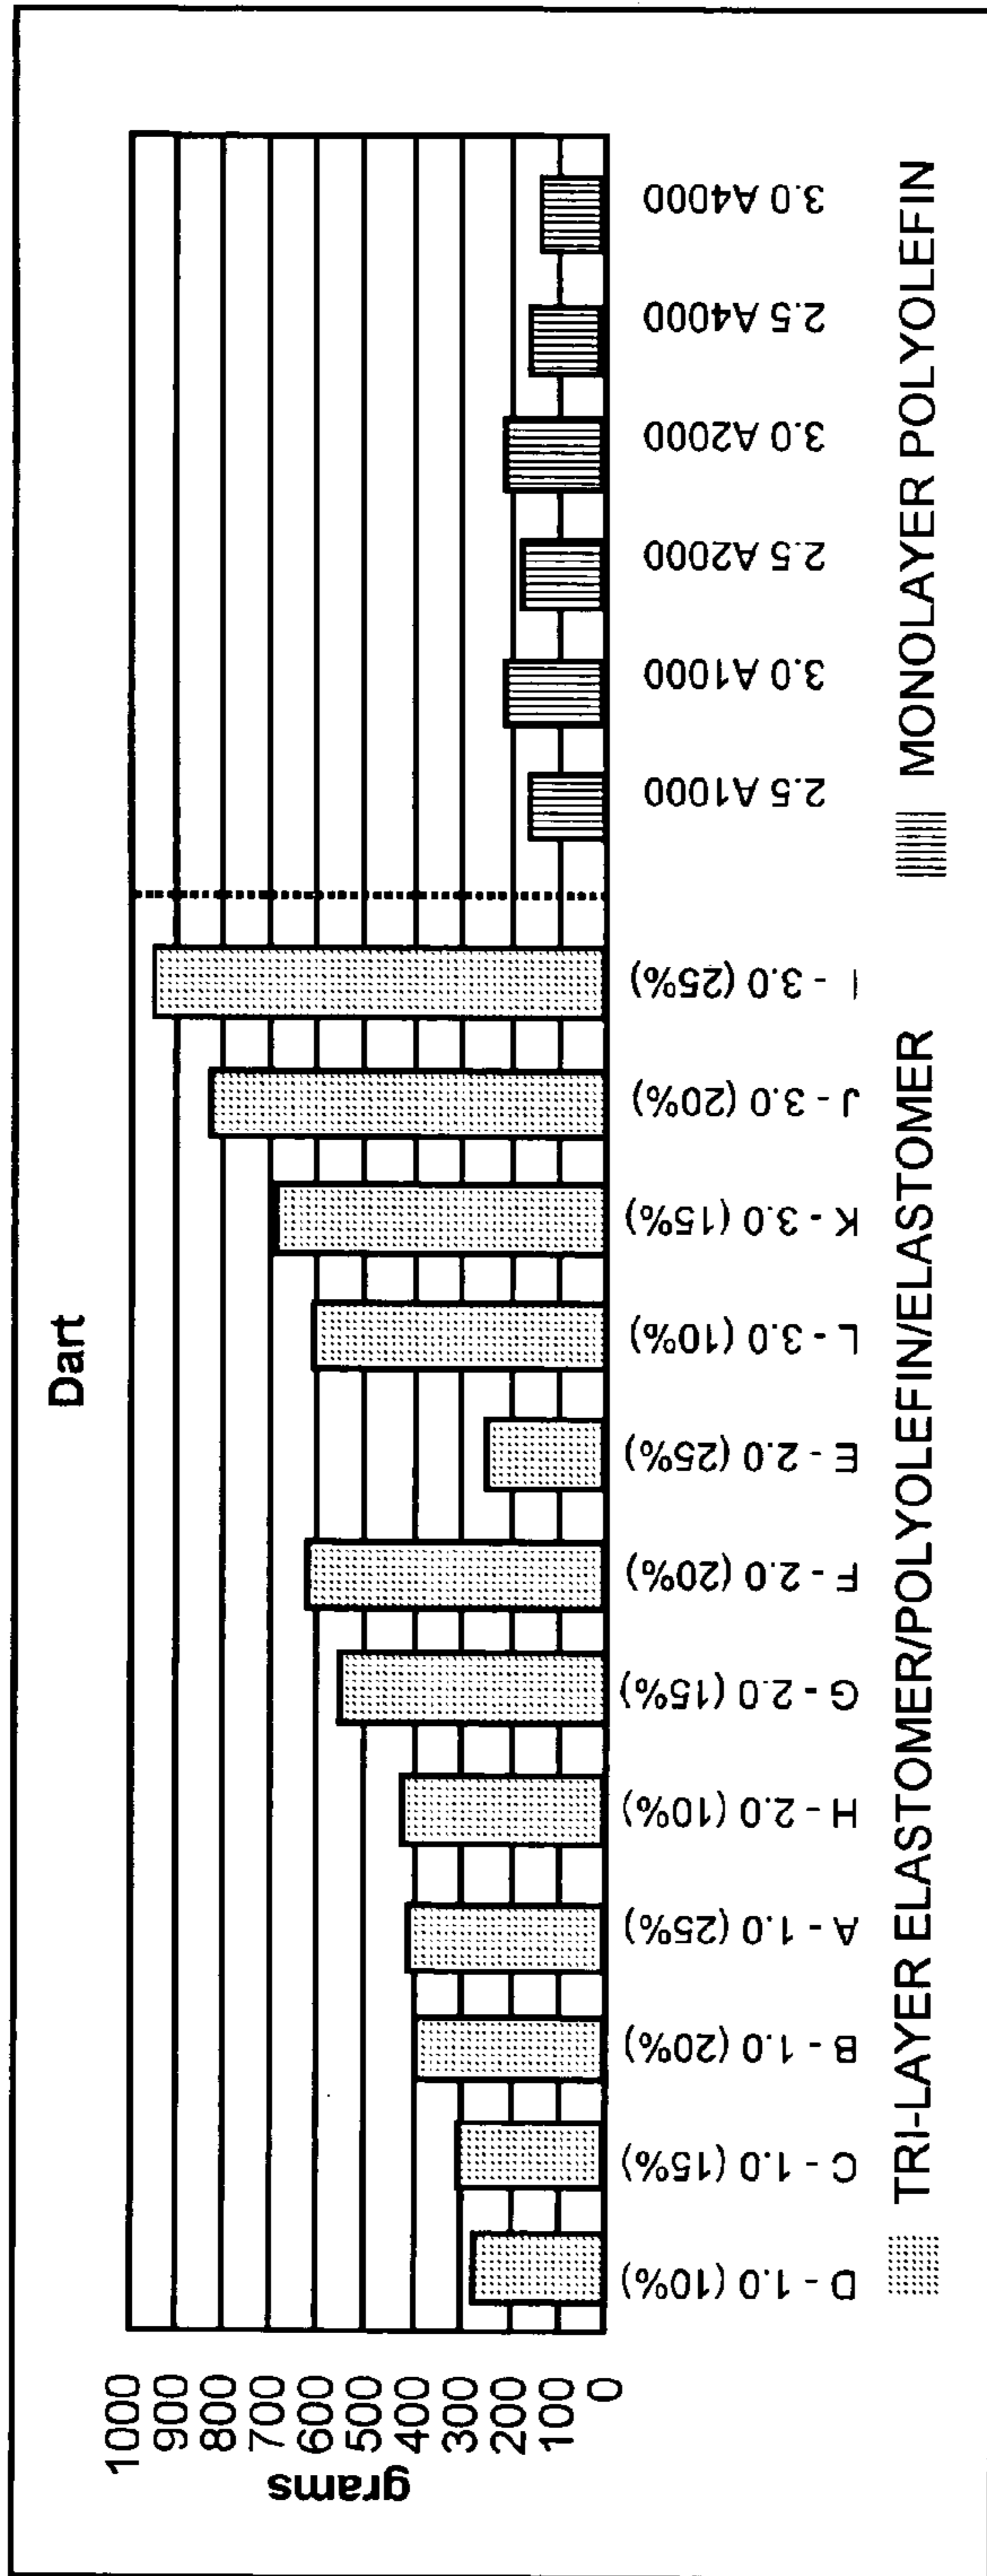 Dart
grams
1000
900
800
700
600
500
400
300
200
100
0
D - 1.0 (10%)
C - 1.0 (15%)
B - 1.0 (20%)
A - 1.0 (25%)
H - 2.0 (10%)
G - 2.0 (15%)
F - 2.0 (20%)
E - 2.0 (25%)
L - 3.0 (10%)
K - 3.0 (15%)
J - 3.0 (20%)
I - 3.0 (25%)
2.5 A1000
3.0 A1000
2.5 A2000
3.0 A2000
2.5 A4000
3.0 A4000
TRI-LAYER ELASTOMER/POLYOLEFIN/ELASTOMER
MONOLAYER POLYOLEFIN